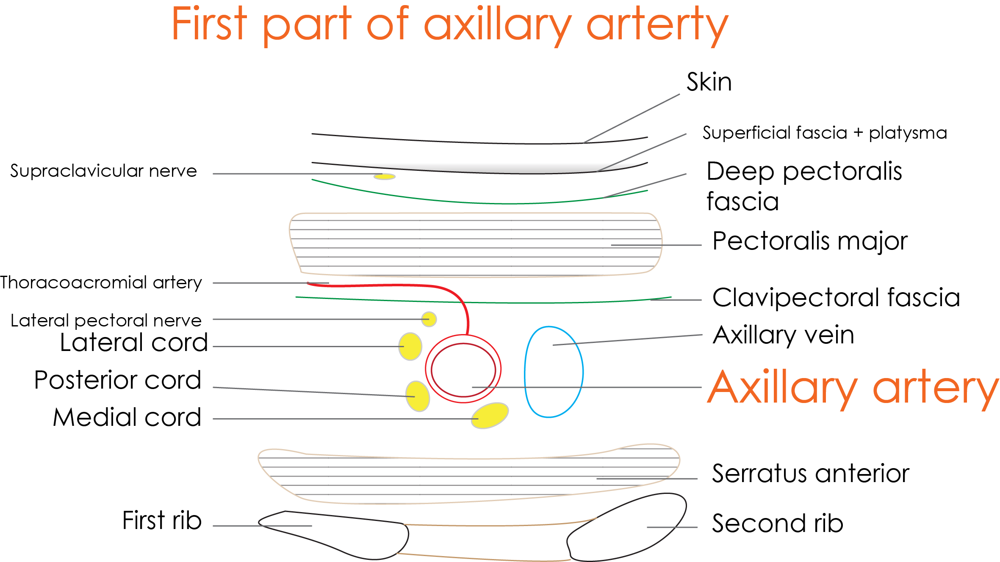 First part of axillary arterty
Skin
Superficial fascia + platysma
Supraclavicular nerve
Deep pectoralis
fascia
Pectoralis major
Thoracoacromial artery
Clavipectoral fascia
Lateral pectoral nerve
Axillary vein
Lateral cord
Posterior cord
Axillary artery
Medial cord
Serratus anterior
First rib
Second rib